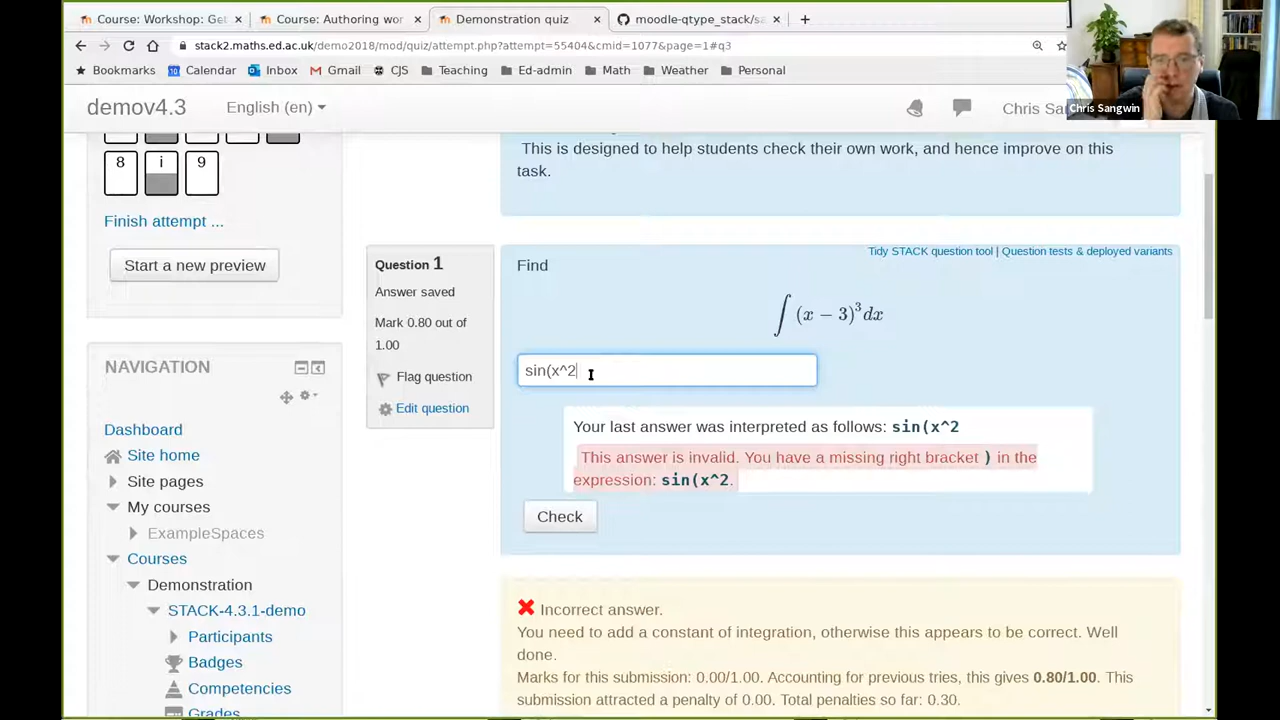 Course: Workshop: Get
Course: Authoring wor
Demonstration quiz
moodle-qtype_stack/sa
stack2.maths.ed.ac.uk/demo2018/mod/quiz/attempt.php?attempt=55404&cmid=1077&page=1#q3
Bookmarks Calendar Inbox Gmail CJS Teaching Ed-admin Math Weather Personal
Chris Sangwin
demov4.3 English (en) Chris Sa
This is designed to help students check their own work, and hence improve on this
task.
8 i 9
Finish attempt ...
Start a new preview
Question 1
Answer saved
Mark 0.80 out of
1.00
Flag question
Edit question
Tidy STACK question tool | Question tests & deployed variants
Find
∫ (x − 3)³ dx
sin(x^2
Your last answer was interpreted as follows: sin(x^2
This answer is invalid. You have a missing right bracket ) in the
expression: sin(x^2.
Check
NAVIGATION
Dashboard
Site home
Site pages
My courses
ExampleSpaces
Courses
Demonstration
STACK-4.3.1-demo
Participants
Badges
Competencies
Grades
Incorrect answer.
You need to add a constant of integration, otherwise this appears to be correct. Well
done.
Marks for this submission: 0.00/1.00. Accounting for previous tries, this gives 0.80/1.00. This
submission attracted a penalty of 0.00. Total penalties so far: 0.30.